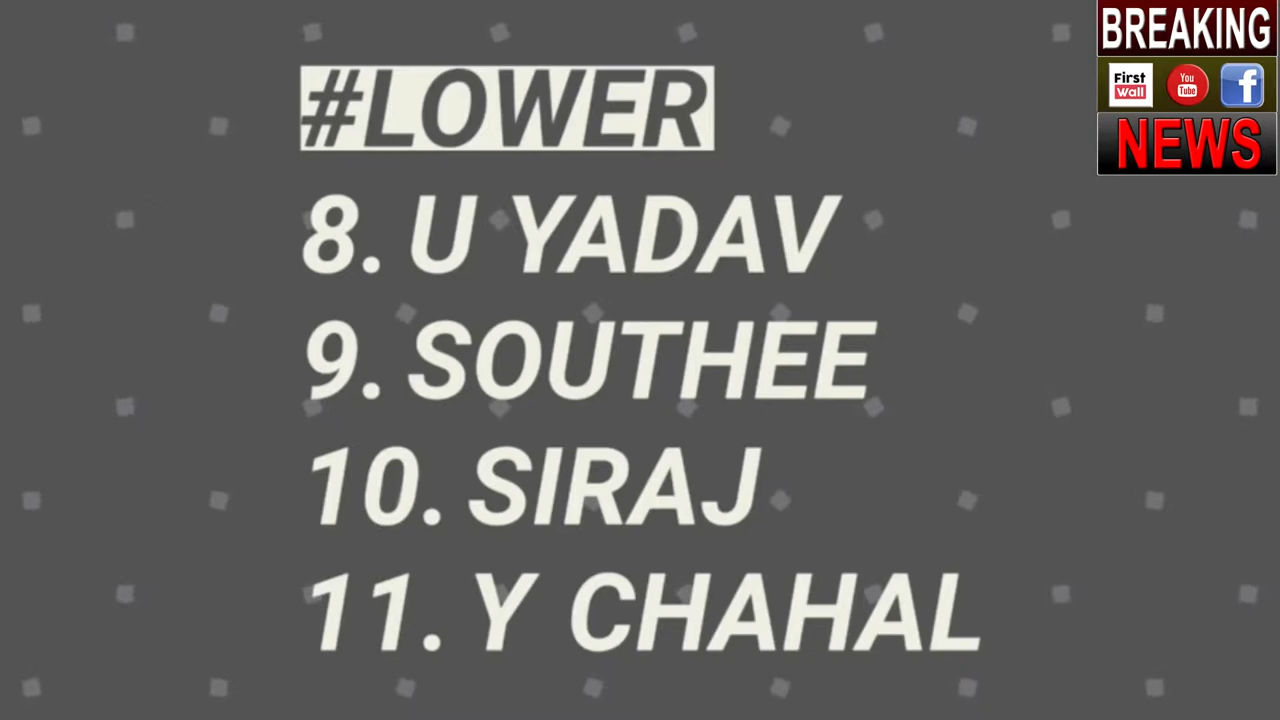 #LOWER
8. U YADAV
9. SOUTHEE
10. SIRAJ
11. Y CHAHAL
BREAKING
First
Wall
You
Tube
f
NEWS